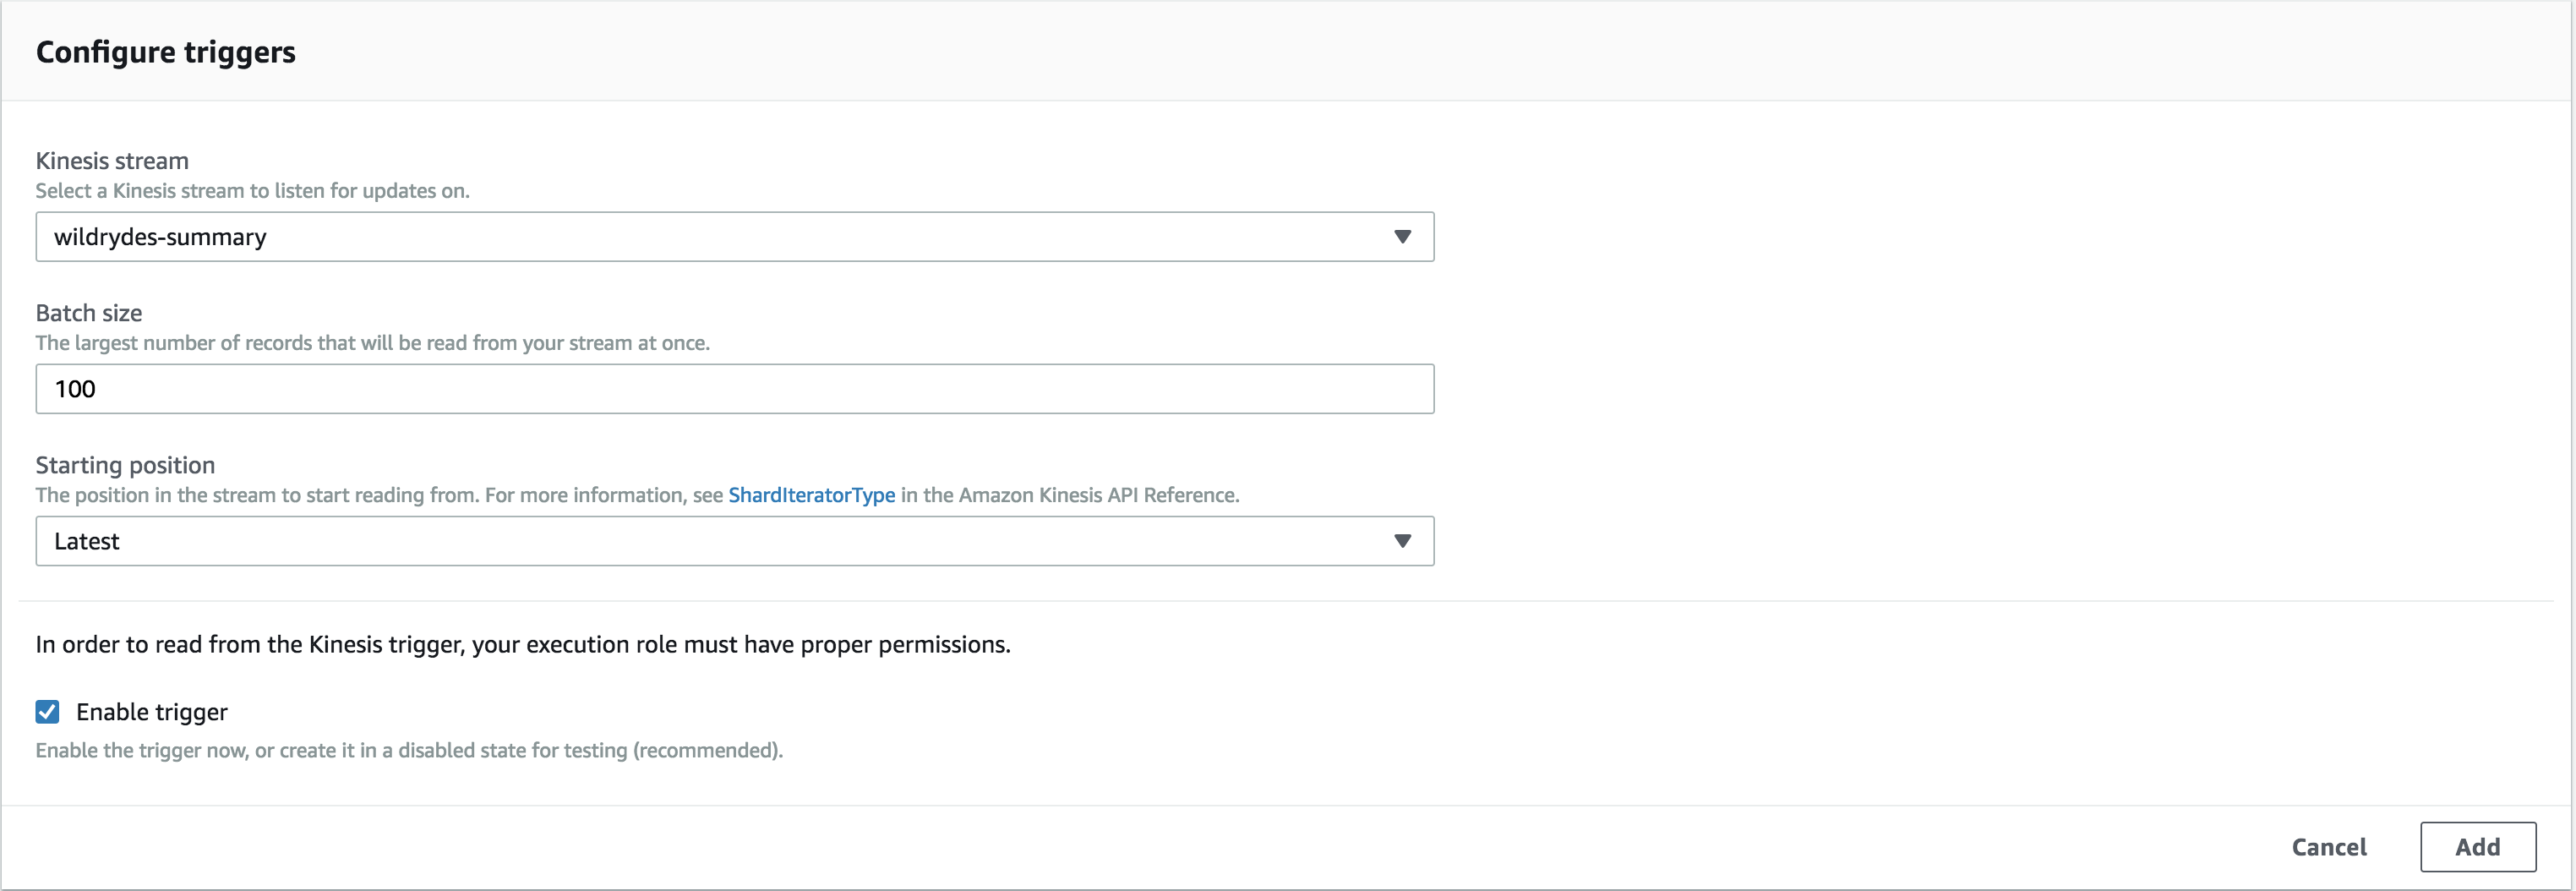 Configure triggers
Kinesis stream
Select a Kinesis stream to listen for updates on.
wildrydes-summary
Batch size
The largest number of records that will be read from your stream at once.
100
Starting position
The position in the stream to start reading from. For more information, see ShardIteratorType in the Amazon Kinesis API Reference.
Latest
In order to read from the Kinesis trigger, your execution role must have proper permissions.
Enable trigger
Enable the trigger now, or create it in a disabled state for testing (recommended).
Cancel Add